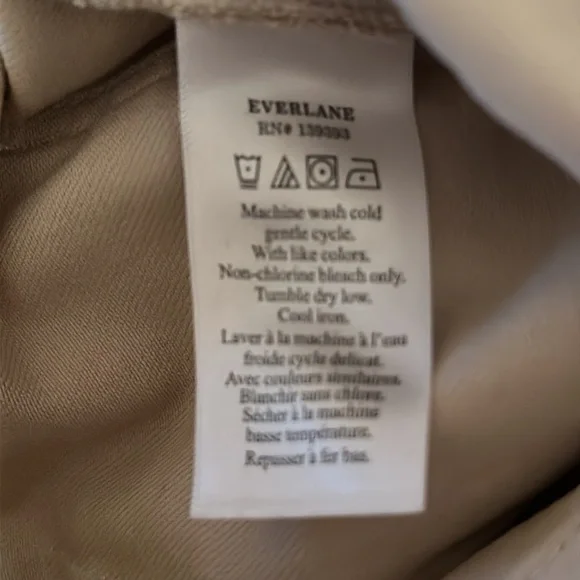 EVERLANE
RN# 139393
Machine wash cold
gentle cycle.
With like colors.
Non-chlorine bleach only.
Tumble dry low.
Cool iron.
Laver à la machine à l'eau
froide cycle délicat.
Avec couleurs similaires.
Blanchir sans chlore.
Sécher à la machine
basse température.
Repasser à fer bas.